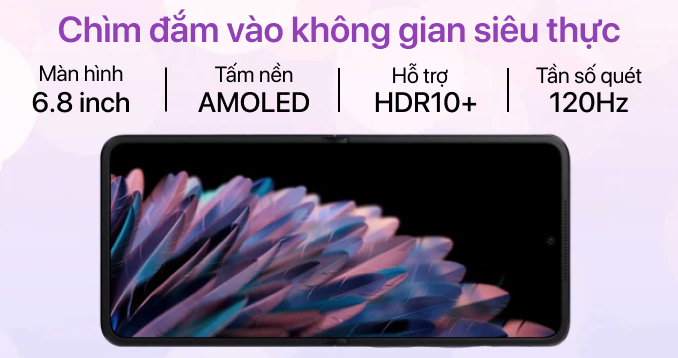 Chìm đắm vào không gian siêu thực
Màn hình
6.8 inch
Tấm nền
AMOLED
Hỗ trợ
HDR10+
Tần số quét
120Hz